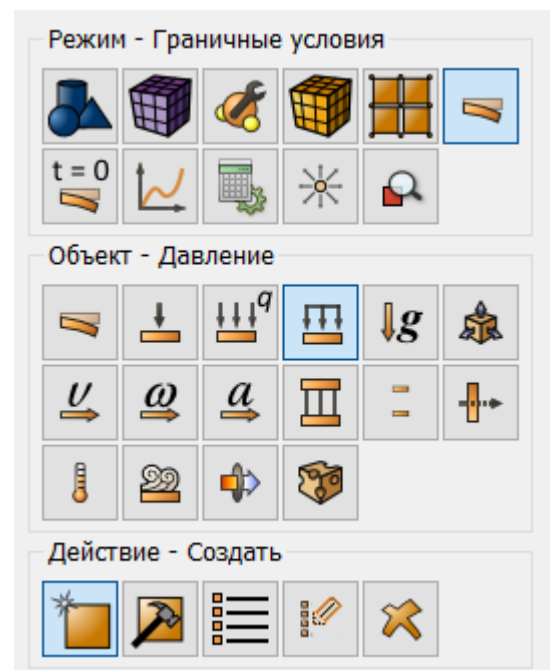 Режим - Граничные условия
t = 0
Объект - Давление
q
g
υ ω a
Действие - Создать